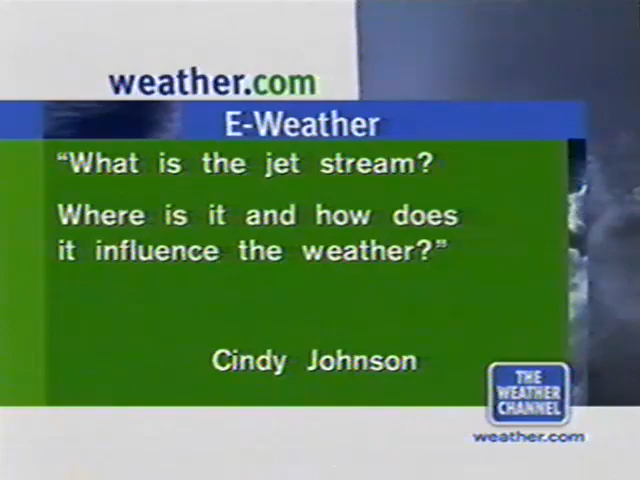 weather.com
E-Weather
“What is the jet stream?
Where is it and how does
it influence the weather?”
Cindy Johnson
THE
WEATHER
CHANNEL
weather.com